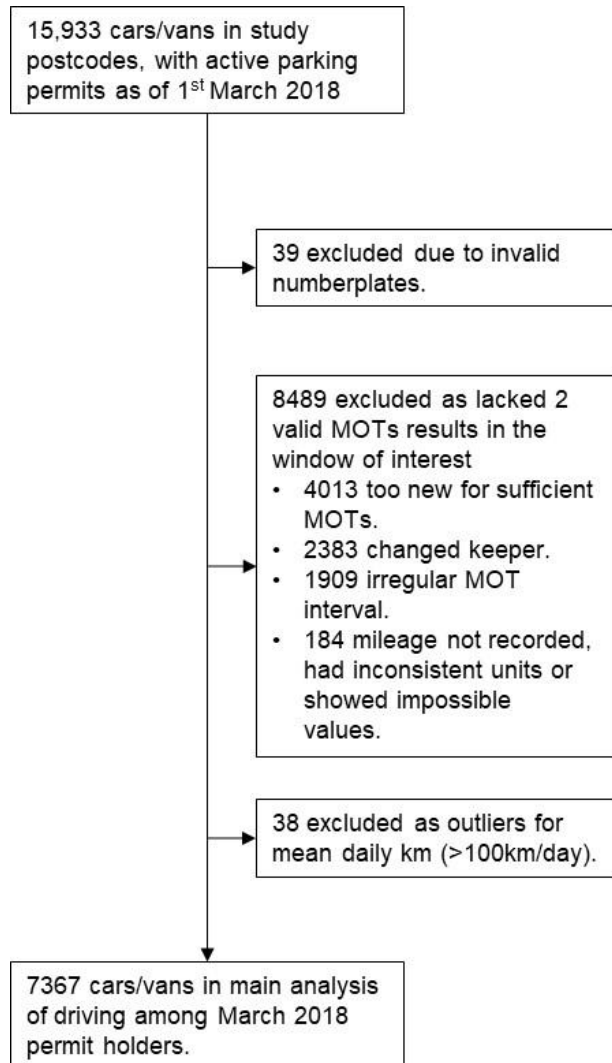 15,933 cars/vans in study
postcodes, with active parking
permits as of 1st March 2018
39 excluded due to invalid
numberplates.
8489 excluded as lacked 2
valid MOTs results in the
window of interest
• 4013 too new for sufficient
MOTs.
• 2383 changed keeper.
• 1909 irregular MOT
interval.
• 184 mileage not recorded,
had inconsistent units or
showed impossible
values.
38 excluded as outliers for
mean daily km (>100km/day).
7367 cars/vans in main analysis
of driving among March 2018
permit holders.